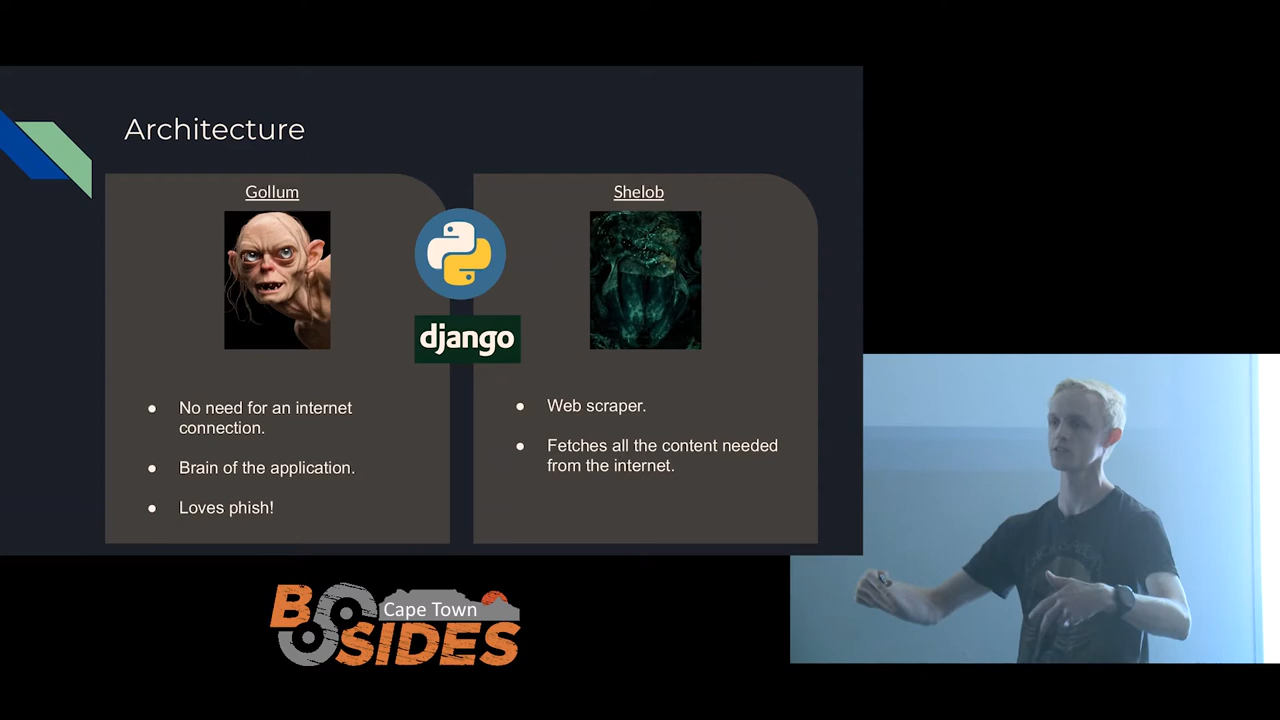 Architecture
Gollum
No need for an internet
connection.
Brain of the application.
Loves phish!
django
Shelob
Web scraper.
Fetches all the content needed
from the internet.
B SIDES
Cape Town